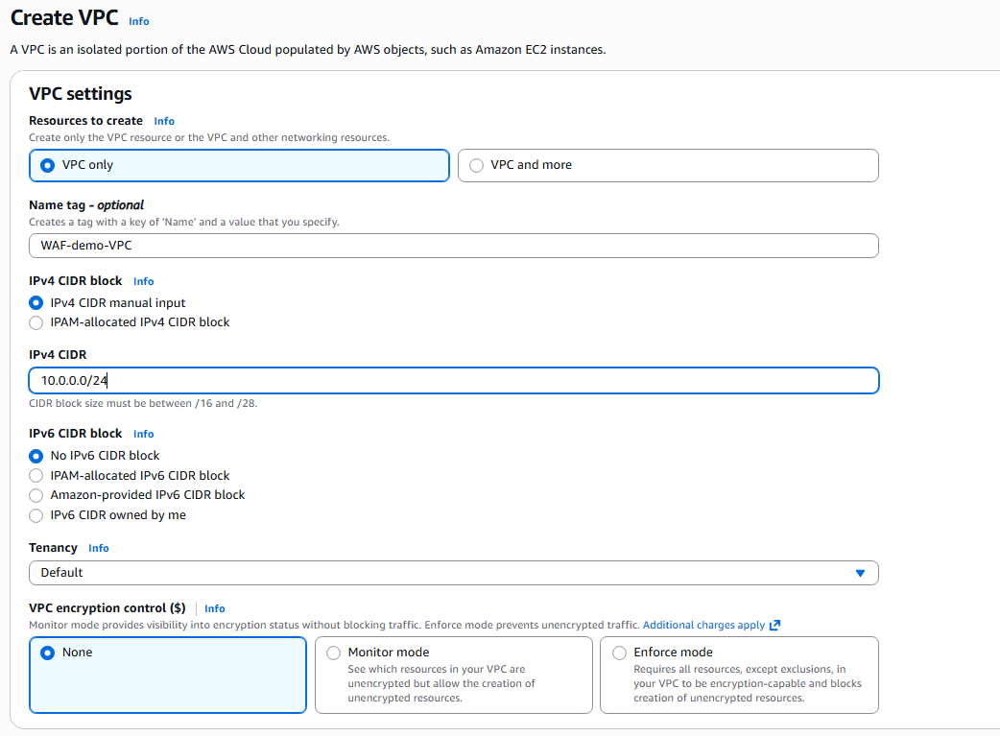 Create VPC Info
A VPC is an isolated portion of the AWS Cloud populated by AWS objects, such as Amazon EC2 instances.
VPC settings
Resources to create Info
Create only the VPC resource or the VPC and other networking resources.
VPC only
VPC and more
Name tag - optional
Creates a tag with a key of 'Name' and a value that you specify.
WAF-demo-VPC
IPv4 CIDR block Info
IPv4 CIDR manual input
IPAM-allocated IPv4 CIDR block
IPv4 CIDR
10.0.0.0/24
CIDR block size must be between /16 and /28.
IPv6 CIDR block Info
No IPv6 CIDR block
IPAM-allocated IPv6 CIDR block
Amazon-provided IPv6 CIDR block
IPv6 CIDR owned by me
Tenancy Info
Default
VPC encryption control ($) Info
Monitor mode provides visibility into encryption status without blocking traffic. Enforce mode prevents unencrypted traffic. Additional charges apply
None
Monitor mode
See which resources in your VPC are
unencrypted but allow the creation of
unencrypted resources.
Enforce mode
Requires all resources, except exclusions, in
your VPC to be encryption-capable and blocks
creation of unencrypted resources.